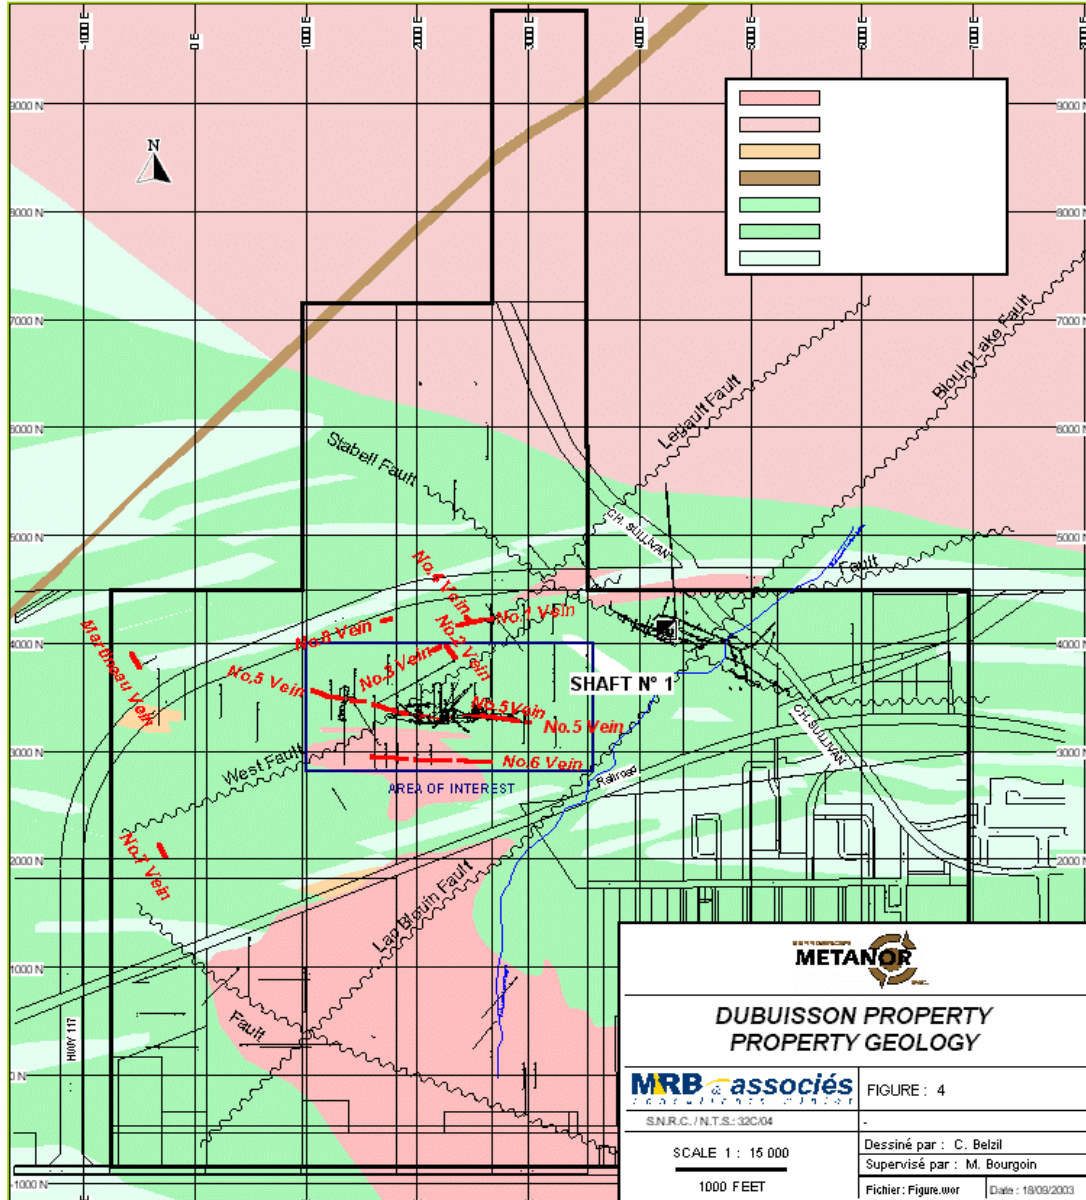 -1000 E
0 E
1000 E
2000 E
3000 E
4000 E
5000 E
6000 E
7000 E
9000 N
9000 N
N
8000 N
8000 N
7000 N
7000 N
Blouin Lake Fault
Legault Fault
6000 N
6000 N
Stabell Fault
CH. SULLIVAN
5000 N
5000 N
Fault
No.4 Vein
No.1 Vein
No.8 Vein
No.2 Vein
4000 N
4000 N
Martineau Vein
No.3 Vein
No.5 Vein
SHAFT N° 1
No.5 Vein
No.5 Vein
CH. SULLIVAN
3000 N
3000 N
West Fault
No.6 Vein
Railroad
AREA OF INTEREST
No.7 Vein
2000 N
2000 N
Lac Blouin Fault
1000 N
Fault
HWY 117
0 N
-1000 N
METANOR
INC.
DUBUISSON PROPERTY
PROPERTY GEOLOGY
MRB & associés
FIGURE : 4
S.N.R.C. / N.T.S.: 32C/04
-
SCALE 1 : 15 000
1000 FEET
Dessiné par : C. Belzil
Supervisé par : M. Bourgoin
Fichier : Figure.wor
Date : 18/09/2003